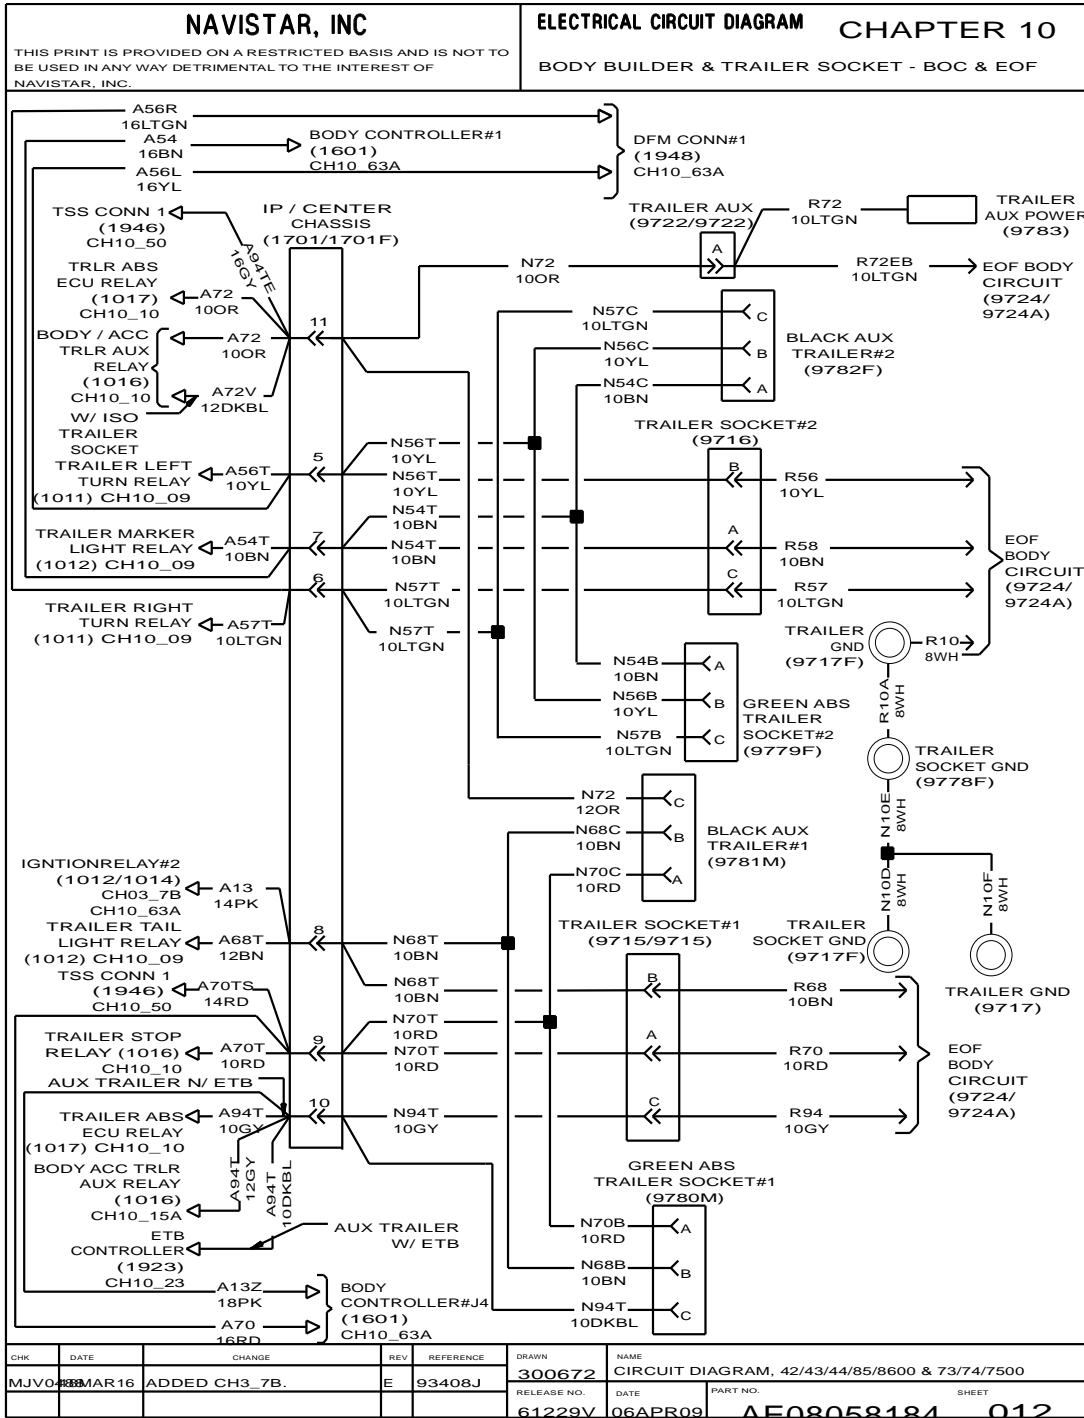 NAVISTAR, INC
THIS PRINT IS PROVIDED ON A RESTRICTED BASIS AND IS NOT TO
BE USED IN ANY WAY DETRIMENTAL TO THE INTEREST OF
NAVISTAR, INC.
ELECTRICAL CIRCUIT DIAGRAM
CHAPTER 10
BODY BUILDER & TRAILER SOCKET - BOC & EOF
A56R
16LTGN
A54
16BN
A56L
16YL
BODY CONTROLLER#1
(1601)
CH10_63A
DFM CONN#1
(1948)
CH10_63A
TSS CONN 1
(1946)
CH10_50
A94TE
16GY
IP / CENTER
CHASSIS
(1701/1701F)
TRAILER AUX
(9722/9722)
A
R72
10LTGN
TRAILER
AUX POWER
(9783)
TRLR ABS
ECU RELAY
(1017)
CH10_10
A72
10OR
N72
10OR
R72EB
10LTGN
EOF BODY
CIRCUIT
(9724/
9724A)
BODY / ACC
TRLR AUX
RELAY
(1016)
CH10_10
A72
10OR
A72V
12DKBL
W/ ISO
TRAILER
SOCKET
11
N57C
10LTGN
N56C
10YL
N54C
10BN
C
B
A
BLACK AUX
TRAILER#2
(9782F)
TRAILER LEFT
TURN RELAY
(1011) CH10_09
A56T
10YL
5
N56T
10YL
N56T
10YL
TRAILER SOCKET#2
(9716)
B
R56
10YL
TRAILER MARKER
LIGHT RELAY
(1012) CH10_09
A54T
10BN
7
N54T
10BN
N54T
10BN
A
R58
10BN
EOF
BODY
CIRCUIT
(9724/
9724A)
6
N57T
10LTGN
C
R57
10LTGN
TRAILER RIGHT
TURN RELAY
(1011) CH10_09
A57T
10LTGN
N57T
10LTGN
TRAILER
GND
(9717F)
R10
8WH
N54B
10BN
N56B
10YL
N57B
10LTGN
A
B
C
GREEN ABS
TRAILER
SOCKET#2
(9779F)
R10A
8WH
TRAILER
SOCKET GND
(9778F)
N10E
8WH
N72
12OR
N68C
10BN
N70C
10RD
C
B
A
BLACK AUX
TRAILER#1
(9781M)
N10D
8WH
N10F
8WH
IGNTIONRELAY#2
(1012/1014)
CH03_7B
CH10_63A
A13
14PK
TRAILER TAIL
LIGHT RELAY
(1012) CH10_09
A68T
12BN
8
N68T
10BN
N68T
10BN
TRAILER SOCKET#1
(9715/9715)
TRAILER
SOCKET GND
(9717F)
TRAILER GND
(9717)
B
R68
10BN
TSS CONN 1
(1946)
CH10_50
A70TS
14RD
TRAILER STOP
RELAY (1016)
CH10_10
A70T
10RD
9
N70T
10RD
N70T
10RD
A
R70
10RD
EOF
BODY
CIRCUIT
(9724/
9724A)
AUX TRAILER N/ ETB
TRAILER ABS
ECU RELAY
(1017) CH10_10
A94T
10GY
10
N94T
10GY
C
R94
10GY
BODY ACC TRLR
AUX RELAY
(1016)
CH10_15A
A94T
12GY
A94T
10DKBL
ETB
CONTROLLER
(1923)
CH10_23
AUX TRAILER
W/ ETB
GREEN ABS
TRAILER SOCKET#1
(9780M)
N70B
10RD
N68B
10BN
N94T
10DKBL
A
B
C
A13Z
18PK
A70
16RD
BODY
CONTROLLER#J4
(1601)
CH10_63A
CHK DATE CHANGE REV REFERENCE
ADDED CH3_7B. E 93408J
DRAWN
300672
NAME
CIRCUIT DIAGRAM, 42/43/44/85/8600 & 73/74/7500
RELEASE NO.
61229V
DATE
06APR09
PART NO.
AE08058184
SHEET
012